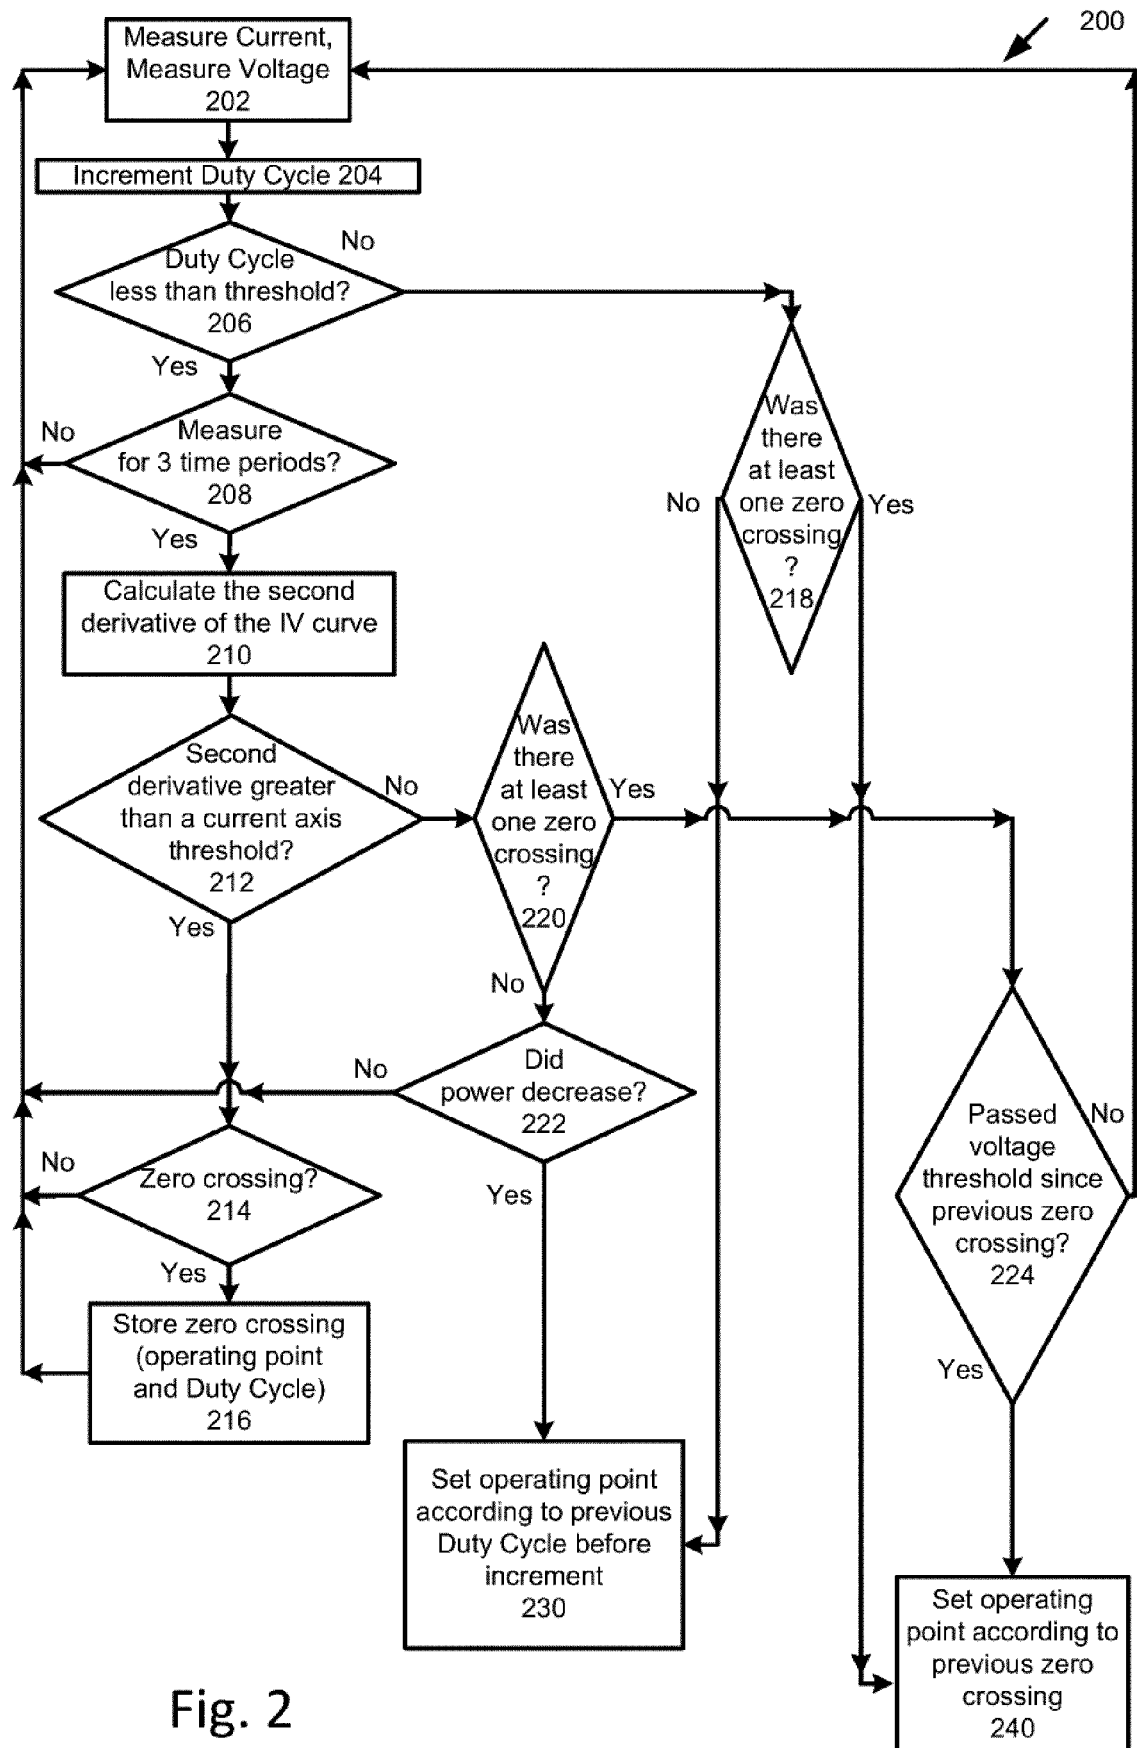 200
Measure Current,
Measure Voltage
202
Increment Duty Cycle 204
No
Duty Cycle
less than threshold?
206
Yes
No
Measure
for 3 time periods?
208
Yes
Was
there
at least
one zero
crossing
?
218
No
Yes
Calculate the second
derivative of the IV curve
210
Second
derivative greater
than a current axis
threshold?
212
No
Yes
Was
there
at least
one zero
crossing
?
220
Yes
No
Did
power decrease?
222
No
Yes
Passed
voltage
threshold since
previous zero
crossing?
224
No
Yes
Zero crossing?
214
No
Yes
Store zero crossing
(operating point
and Duty Cycle)
216
Set operating point
according to previous
Duty Cycle before
increment
230
Set operating
point according to
previous zero
crossing
240
Fig. 2